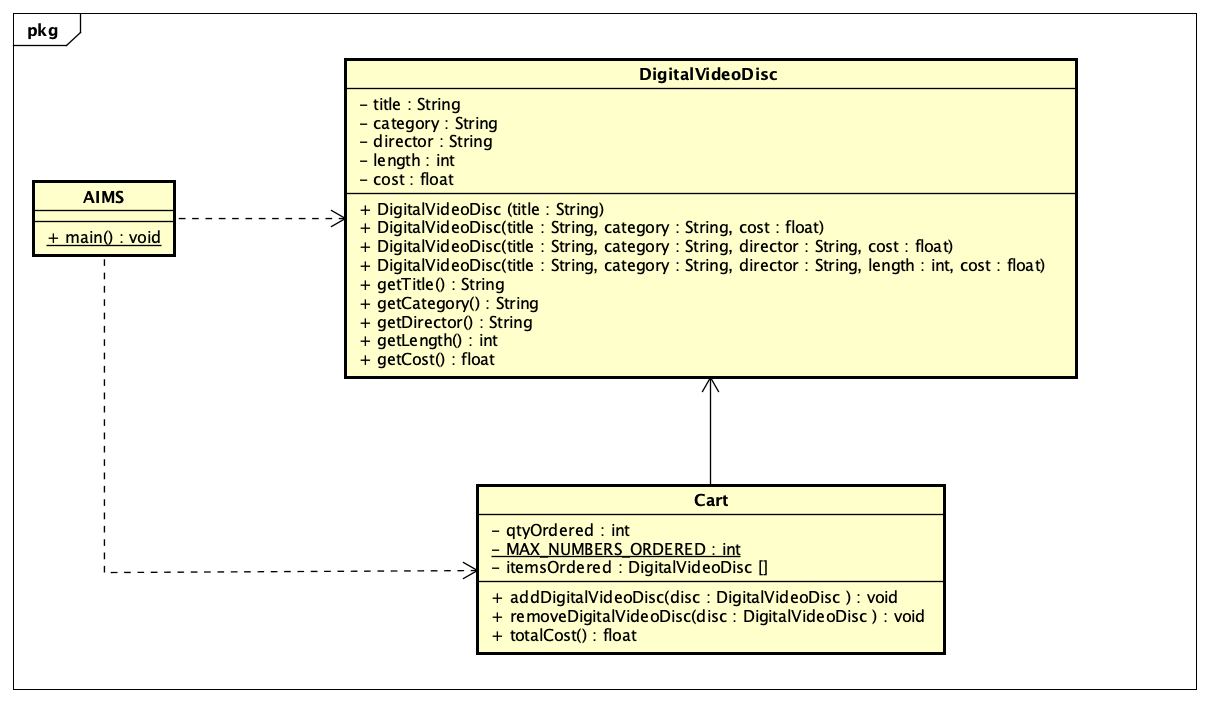 pkg
DigitalVideoDisc
- title : String
- category : String
- director : String
- length : int
- cost : float
+ DigitalVideoDisc (title : String)
+ DigitalVideoDisc(title : String, category : String, cost : float)
+ DigitalVideoDisc(title : String, category : String, director : String, cost : float)
+ DigitalVideoDisc(title : String, category : String, director : String, length : int, cost : float)
+ getTitle() : String
+ getCategory() : String
+ getDirector() : String
+ getLength() : int
+ getCost() : float
AIMS
+ main() : void
Cart
- qtyOrdered : int
- MAX_NUMBERS_ORDERED : int
- itemsOrdered : DigitalVideoDisc []
+ addDigitalVideoDisc(disc : DigitalVideoDisc ) : void
+ removeDigitalVideoDisc(disc : DigitalVideoDisc ) : void
+ totalCost() : float